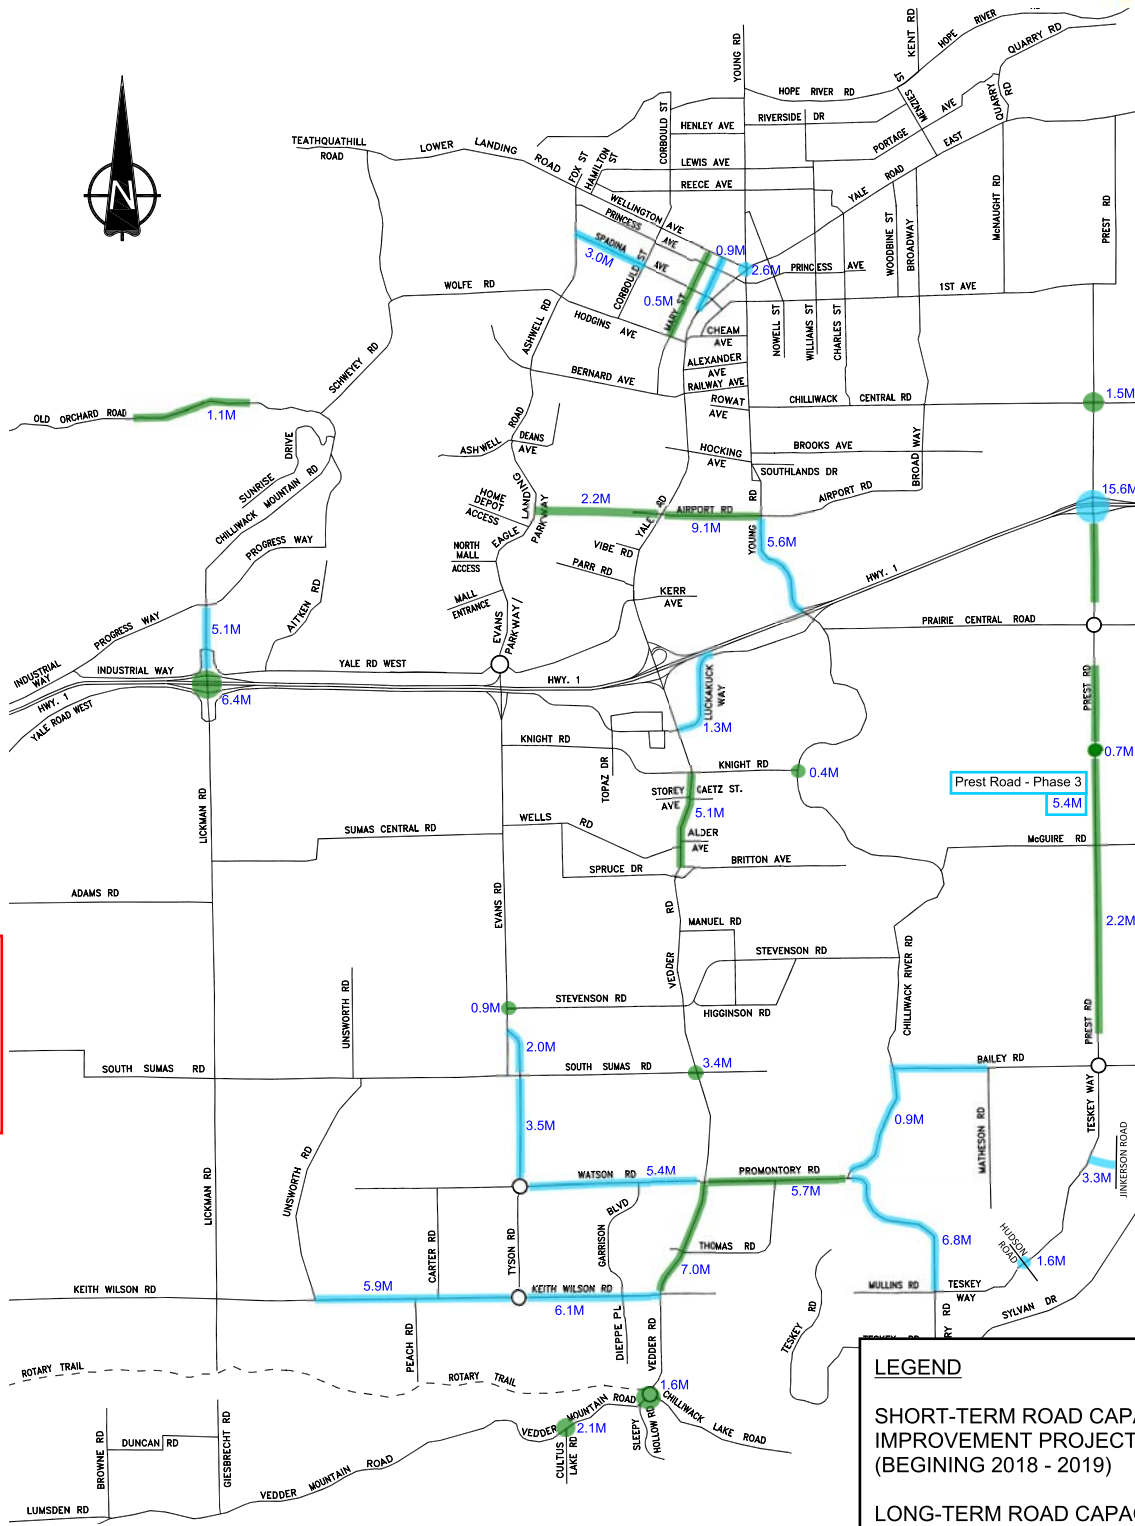 KENT RD
HOPE RIVER
QUARRY RD
YOUNG RD
HOPE RIVER RD
MENZIES ST
QUARRY RD
RIVERSIDE DR
PORTAGE AVE
HENLEY AVE
CORBOULD ST
YALE ROAD EAST
TEATHQUATHILL
ROAD
LOWER LANDING ROAD
FOX ST
HAMILTON ST
LEWIS AVE
REECE AVE
WELLINGTON AVE
PRINCESS AVE
SPADINA AVE
3.0M
CORBOULD ST
0.9M
2.6M
PRINCESS AVE
WOODBINE ST
BROADWAY
McNAUGHT RD
PREST RD
WOLFE RD
0.5M
MARY ST
HODGINS AVE
1ST AVE
ASHWELL RD
CHEAM
AVE
NOWELL ST
WILLIAMS ST
CHARLES ST
SCHWEYEY RD
BERNARD AVE
ALEXANDER
AVE
RAILWAY AVE
ROWAT
AVE
CHILLIWACK CENTRAL RD
1.5M
OLD ORCHARD ROAD
1.1M
SUNRISE DRIVE
CHILLIWACK MOUNTAIN RD
ASHWELL ROAD
DEANS
AVE
HOCKING
AVE
BROOKS AVE
SOUTHLANDS DR
BROAD WAY
HOME
DEPOT
ACCESS
EAGLE LANDING
PARKWAY
2.2M
YALE RD
AIRPORT RD
9.1M
YOUNG RD
AIRPORT RD
15.6M
5.6M
PROGRESS WAY
NORTH
MALL
ACCESS
VIBE RD
PARR RD
HWY. 1
AITKEN RD
MALL
ENTRANCE
KERR
AVE
PROGRESS WAY
5.1M
EVANS
PARKWAY/
PRAIRIE CENTRAL ROAD
INDUSTRIAL
WAY
INDUSTRIAL WAY
YALE RD WEST
HWY. 1
HWY. 1
YALE ROAD WEST
6.4M
LUCKAKUCK
WAY
1.3M
PREST RD
0.7M
KNIGHT RD
TOPAZ DR
KNIGHT RD
0.4M
STOREY
AVE
CAETZ ST.
5.1M
Prest Road - Phase 3
5.4M
LICKMAN RD
SUMAS CENTRAL RD
WELLS RD
ALDER
AVE
McGUIRE RD
SPRUCE DR
BRITTON AVE
ADAMS RD
EVANS RD
VEDDER RD
MANUEL RD
2.2M
STEVENSON RD
CHILLIWACK RIVER RD
UNSWORTH RD
0.9M
STEVENSON RD
HIGGINSON RD
PREST RD
2.0M
SOUTH SUMAS RD
SOUTH SUMAS RD
3.4M
BAILEY RD
3.5M
0.9M
MATHESON RD
TESKEY WAY
JINKERSON ROAD
LICKMAN RD
UNSWORTH RD
WATSON RD
5.4M
PROMONTORY RD
5.7M
3.3M
GARRISON BLVD
CARTER RD
TYSON RD
THOMAS RD
7.0M
6.8M
HUDSON
ROAD
1.6M
KEITH WILSON RD
5.9M
KEITH WILSON RD
6.1M
MULLINS RD
TESKEY
WAY
SYLVAN DR
PEACH RD
DIEPPE PL
VEDDER RD
TESKEY RD
RY RD
ROTARY TRAIL
ROTARY TRAIL
1.6M
VEDDER MOUNTAIN ROAD
2.1M
CULTUS
LAKE RD
SLEEPY
HOLLOW RD
CHILLIWACK LAKE ROAD
BROWNE RD
DUNCAN RD
GIESBRECHT RD
VEDDER MOUNTAIN ROAD
LUMSDEN RD
N
LEGEND
SHORT-TERM ROAD CAPA
IMPROVEMENT PROJECT
(BEGINING 2018 - 2019)
LONG-TERM ROAD CAPAC